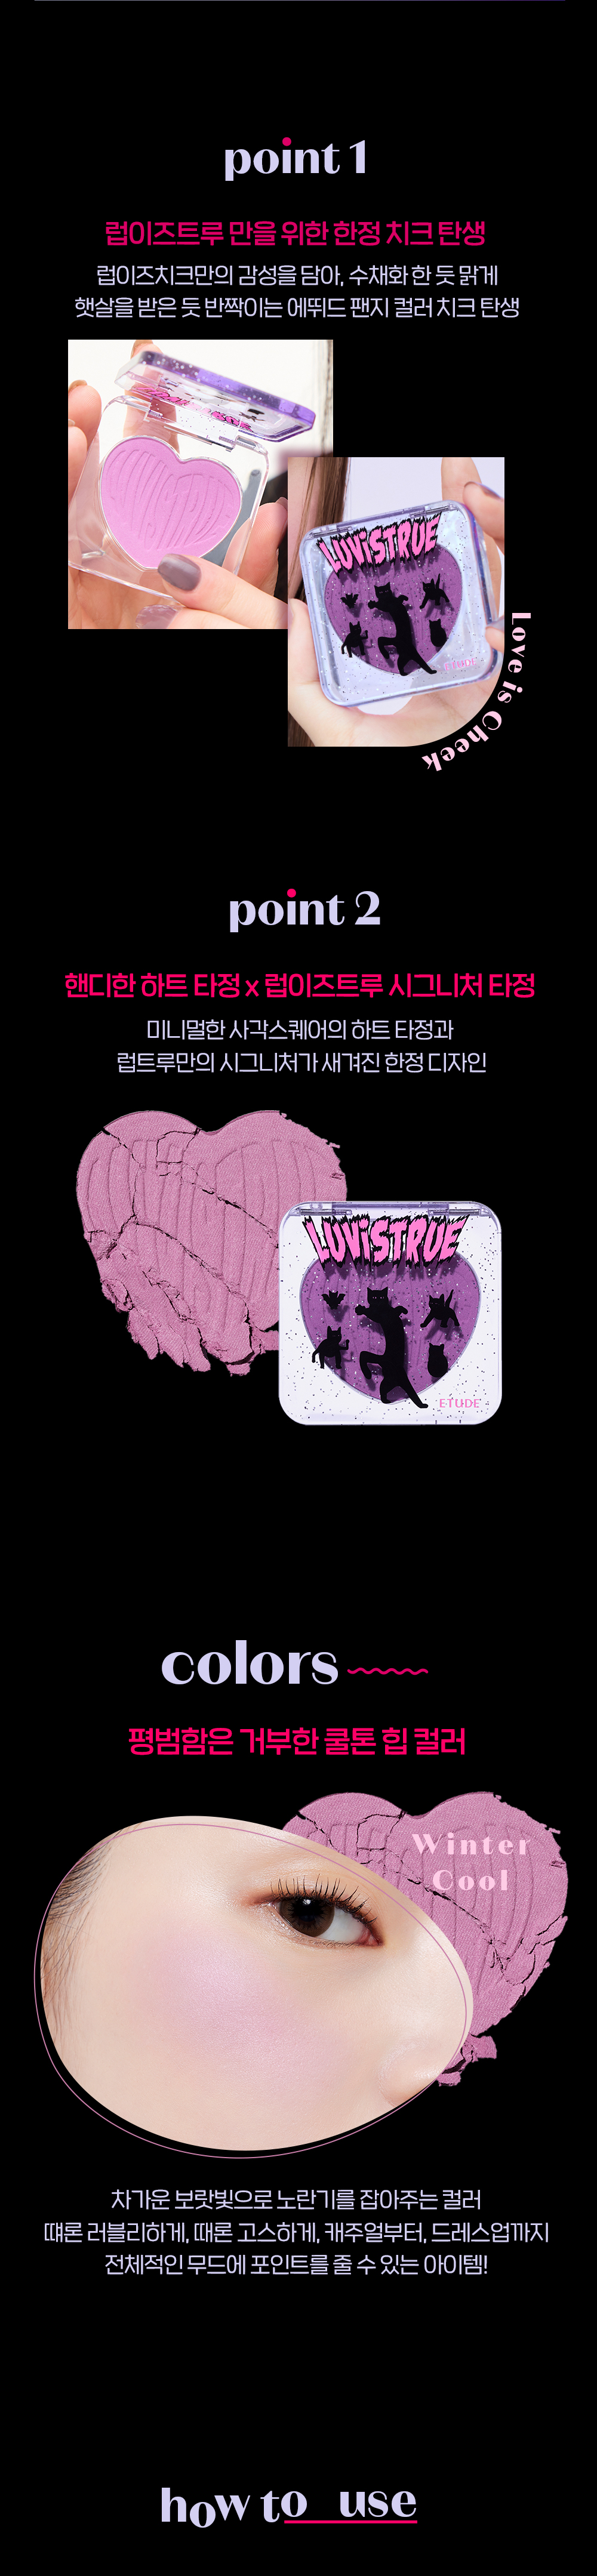 point 1
럽이즈트루 만을 위한 한정 치크 탄생
럽이즈치크만의 감성을 담아, 수채화 한 듯 맑게
햇살을 받은 듯 반짝이는 에뛰드 팬지 컬러 치크 탄생
LUViSTRUE
ETUDE
Love is Cheek
point 2
핸디한 하트 타정 x 럽이즈트루 시그니처 타정
미니멀한 사각스퀘어의 하트 타정과
럽트루만의 시그니처가 새겨진 한정 디자인
LUViSTRUE
ETUDE
colors
평범함은 거부한 쿨톤 힙 컬러
Winter
Cool
차가운 보랏빛으로 노란기를 잡아주는 컬러
떄론 러블리하게, 때론 고스하게, 캐주얼부터, 드레스업까지
전체적인 무드에 포인트를 줄 수 있는 아이템!
how to use